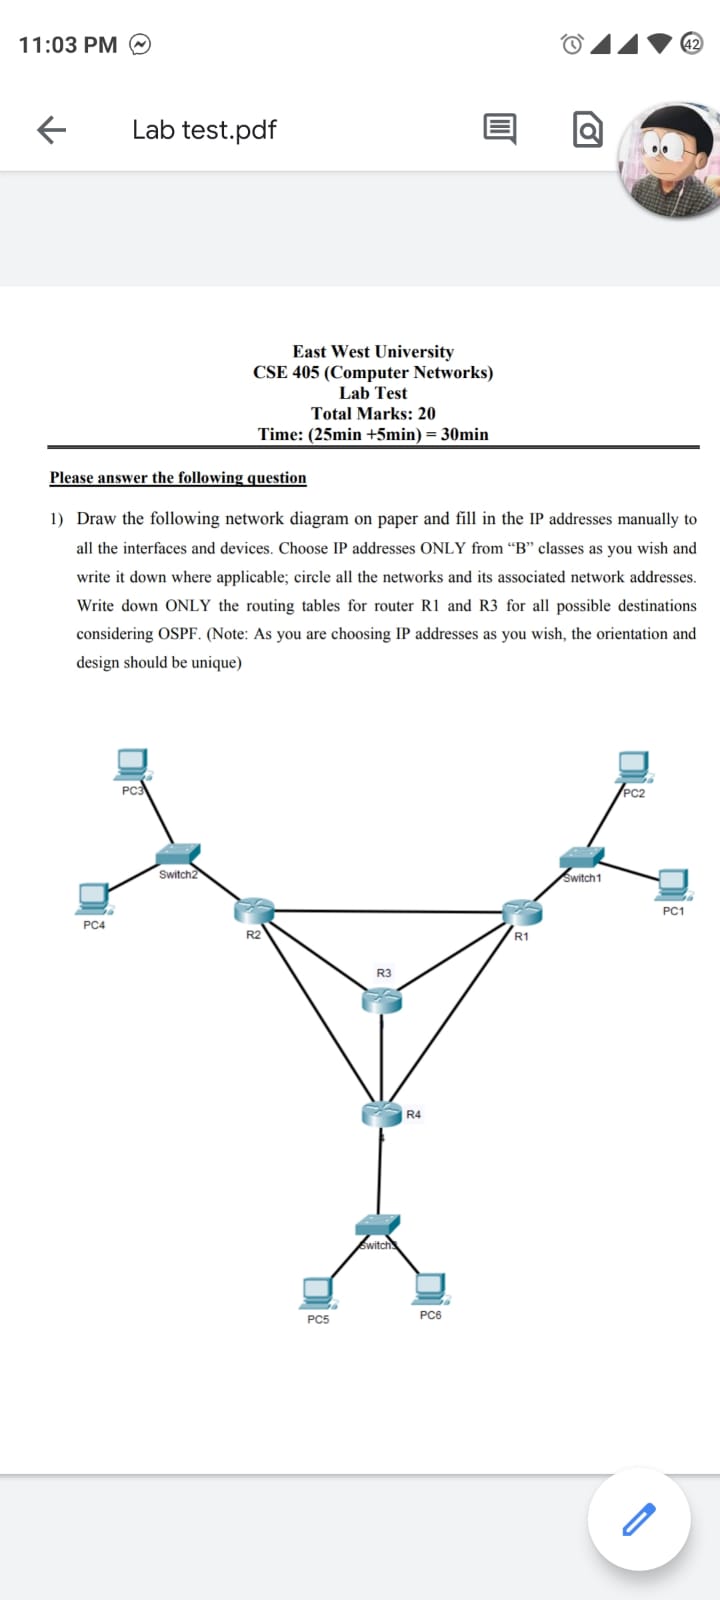 11:03 PM
42
Lab test.pdf
East West University
CSE 405 (Computer Networks)
Lab Test
Total Marks: 20
Time: (25min +5min) = 30min
Please answer the following question
1) Draw the following network diagram on paper and fill in the IP addresses manually to
all the interfaces and devices. Choose IP addresses ONLY from “B” classes as you wish and
write it down where applicable; circle all the networks and its associated network addresses.
Write down ONLY the routing tables for router R1 and R3 for all possible destinations
considering OSPF. (Note: As you are choosing IP addresses as you wish, the orientation and
design should be unique)
PC3
PC2
Switch2
Switch1
PC4
PC1
R2
R1
R3
R4
Switch3
PC5
PC6